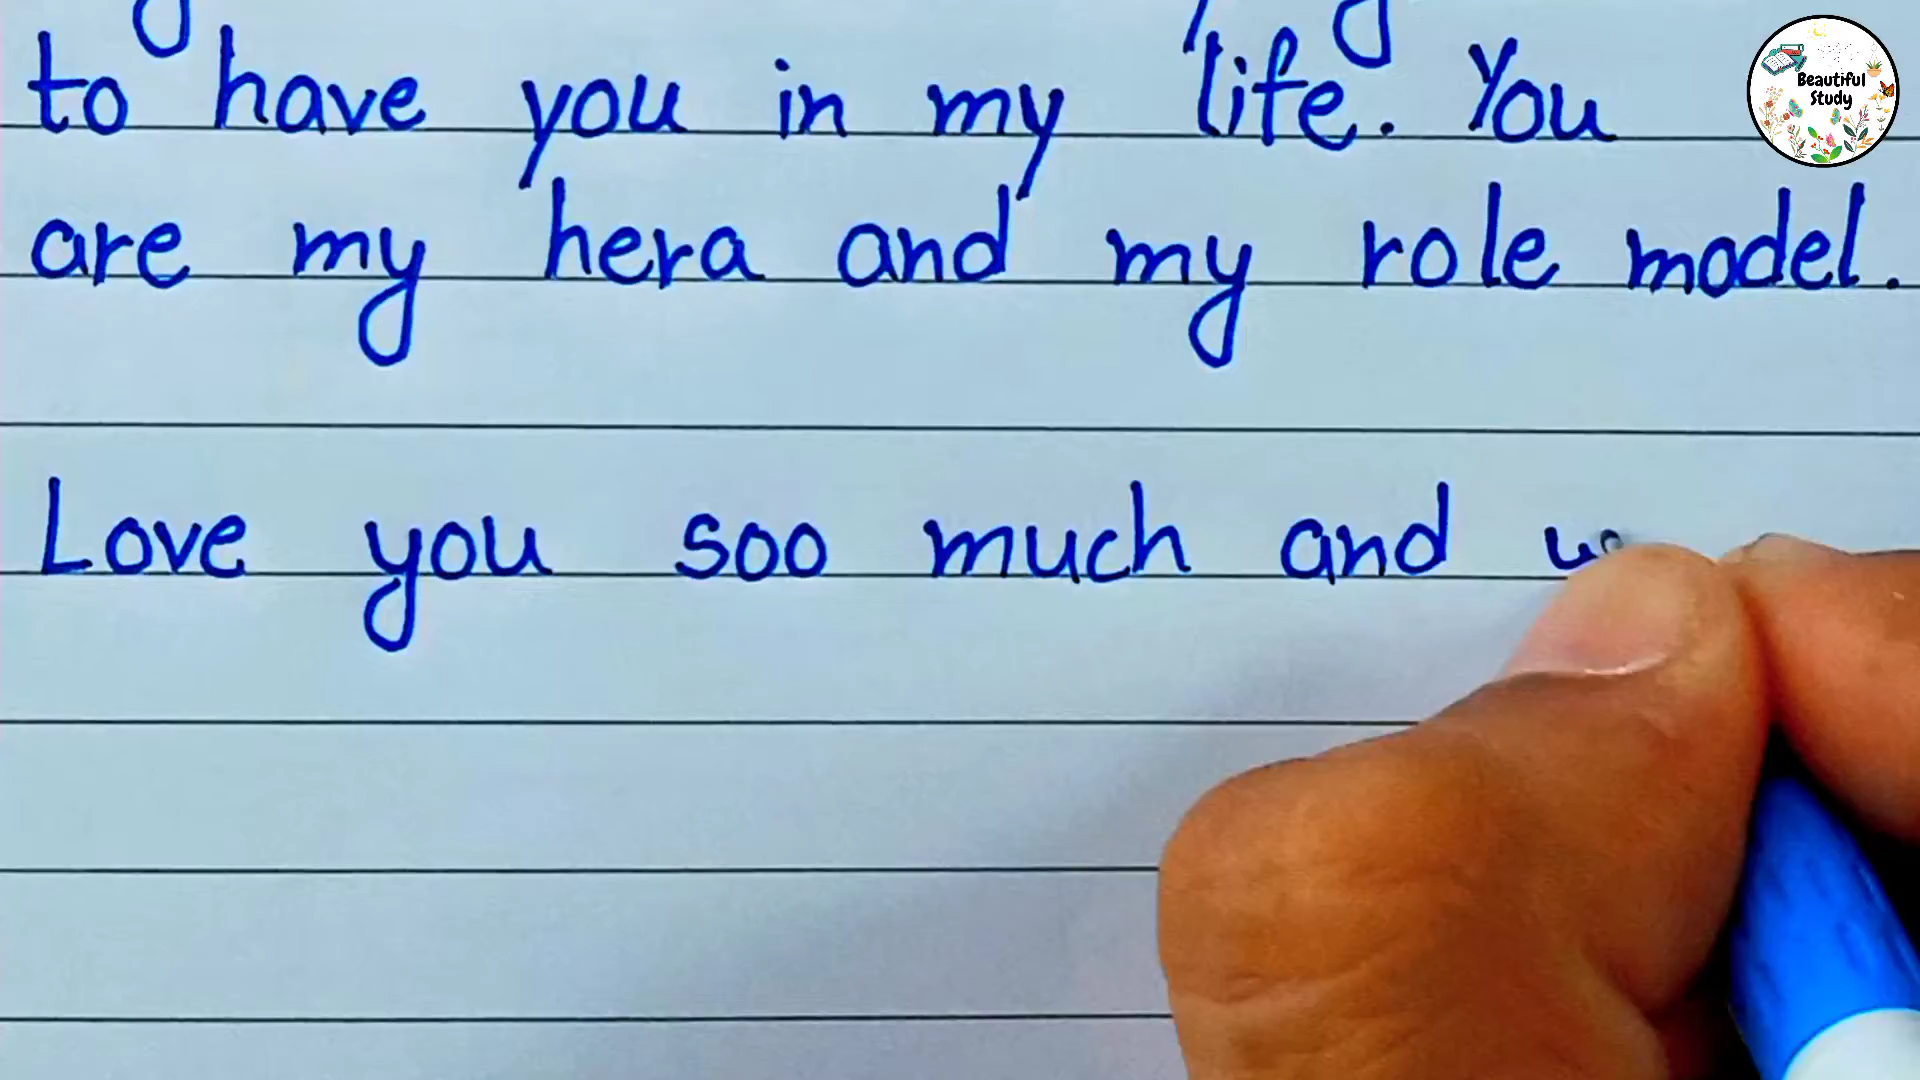 to have you in my life. You
are my hera and my role model.
Love you soo much and
Beautiful
Study